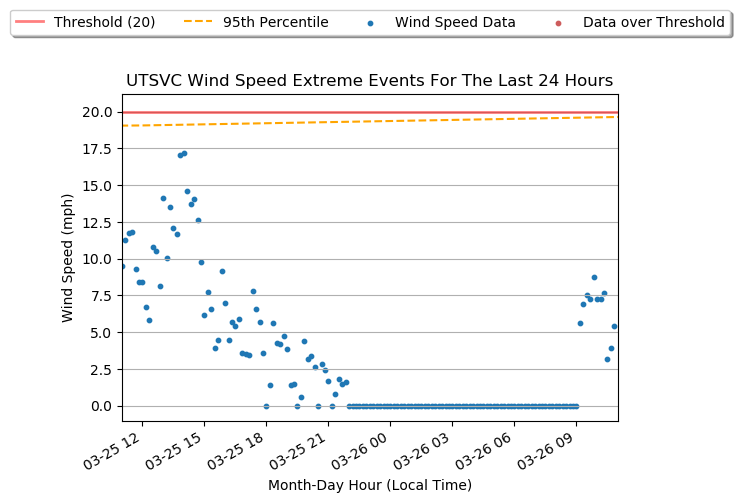 Threshold (20) 95th Percentile Wind Speed Data Data over Threshold
UTSVC Wind Speed Extreme Events For The Last 24 Hours
20.0
17.5
15.0
12.5
10.0
7.5
5.0
2.5
0.0
Wind Speed (mph)
03-25 12 03-25 15 03-25 18 03-25 21 03-26 00 03-26 03 03-26 06 03-26 09
Month-Day Hour (Local Time)